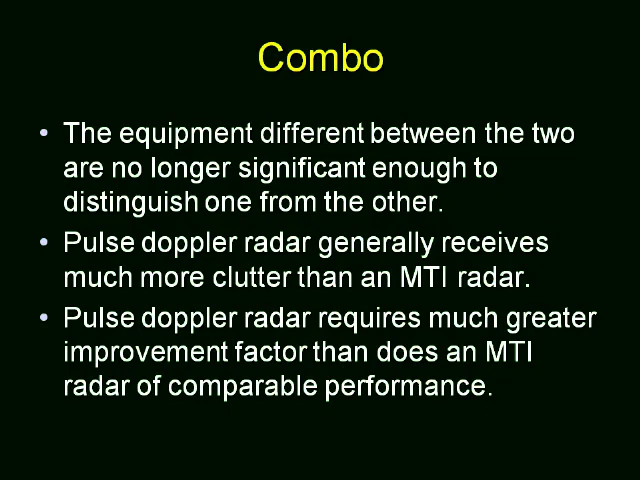 Combo
• The equipment different between the two
are no longer significant enough to
distinguish one from the other.
• Pulse doppler radar generally receives
much more clutter than an MTI radar.
• Pulse doppler radar requires much greater
improvement factor than does an MTI
radar of comparable performance.